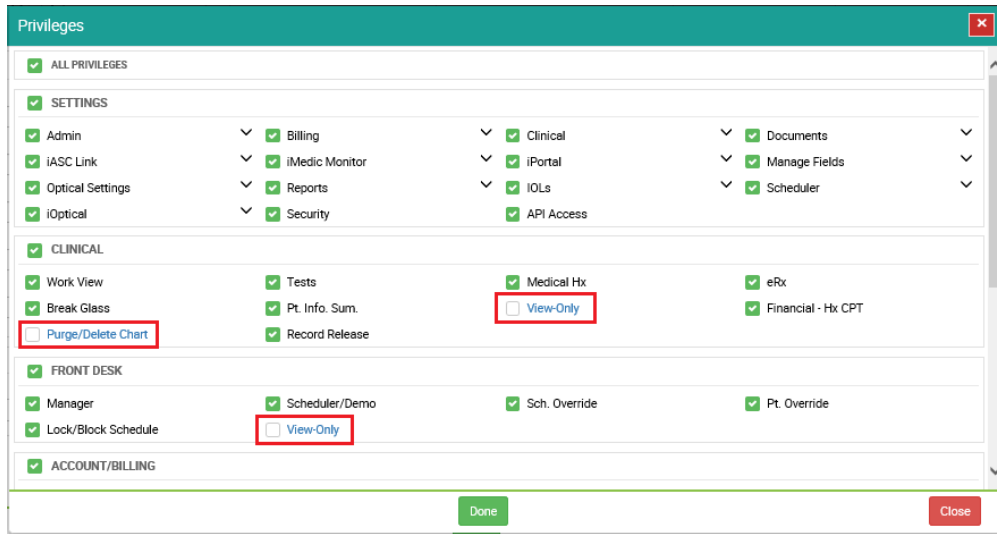 Privileges
ALL PRIVILEGES
SETTINGS
Admin Billing Clinical Documents
iASC Link iMedic Monitor iPortal Manage Fields
Optical Settings Reports IOLs Scheduler
iOptical Security API Access
CLINICAL
Work View Tests Medical Hx eRx
Break Glass Pt. Info. Sum. View-Only Financial - Hx CPT
Purge/Delete Chart Record Release
FRONT DESK
Manager Scheduler/Demo Sch. Override Pt. Override
Lock/Block Schedule View-Only
ACCOUNT/BILLING
Done Close